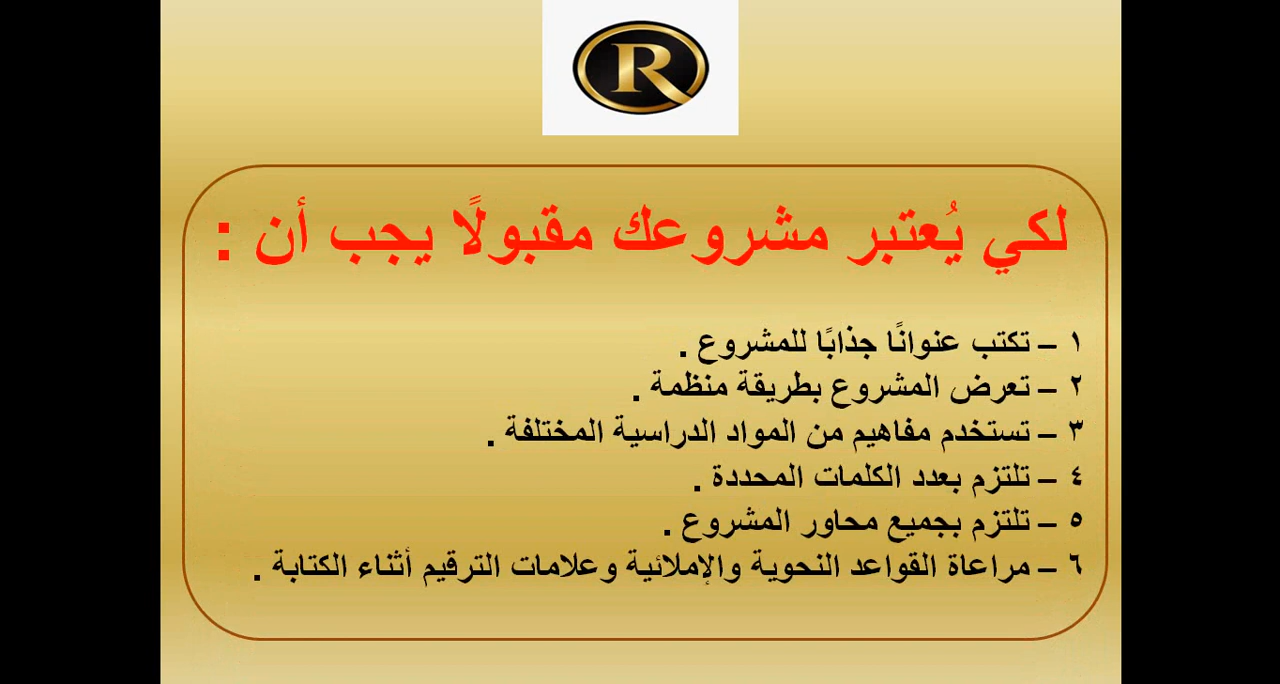 R
لكي يُعتبر مشروعك مقبولًا يجب أن :
١ – تكتب عنوانًا جذابًا للمشروع .
٢ – تعرض المشروع بطريقة منظمة .
٣ – تستخدم مفاهيم من المواد الدراسية المختلفة .
٤ – تلتزم بعدد الكلمات المحددة .
٥ – تلتزم بجميع محاور المشروع .
٦ – مراعاة القواعد النحوية والإملائية وعلامات الترقيم أثناء الكتابة .